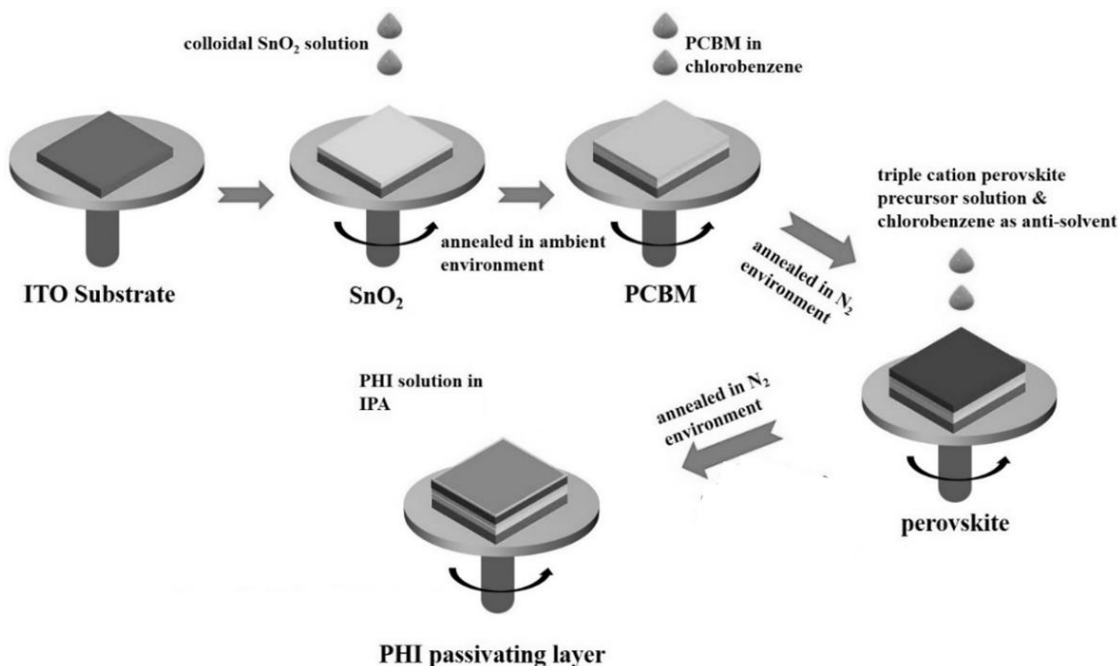 colloidal SnO₂ solution
PCBM in
chlorobenzene
ITO Substrate
annealed in ambient
environment
SnO₂
PCBM
annealed in N₂
environment
triple cation perovskite
precursor solution &
chlorobenzene as anti-solvent
perovskite
annealed in N₂
environment
PHI solution in
IPA
PHI passivating layer